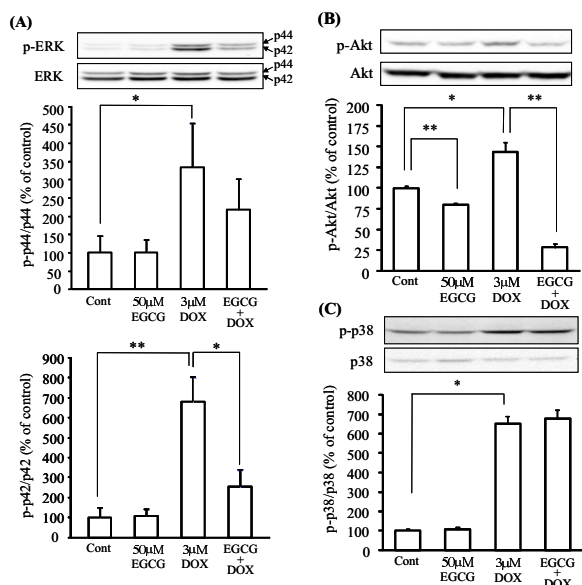 (A)
p-ERK
p44
p42
ERK
p44
p42
p-p44/p44 (% of control)
500
450
400
350
300
250
200
150
100
50
0
*
Cont
50μM
EGCG
3μM
DOX
EGCG
+
DOX
p-p42/p42 (% of control)
900
800
700
600
500
400
300
200
100
0
**
*
Cont
50μM
EGCG
3μM
DOX
EGCG
+
DOX
(B)
p-Akt
Akt
p-Akt/Akt (% of control)
200
175
150
125
100
75
50
25
0
*
**
**
Cont
50μM
EGCG
3μM
DOX
EGCG
+
DOX
(C)
p-p38
p38
p-p38/p38 (% of control)
800
700
600
500
400
300
200
100
0
*
Cont
50μM
EGCG
3μM
DOX
EGCG
+
DOX